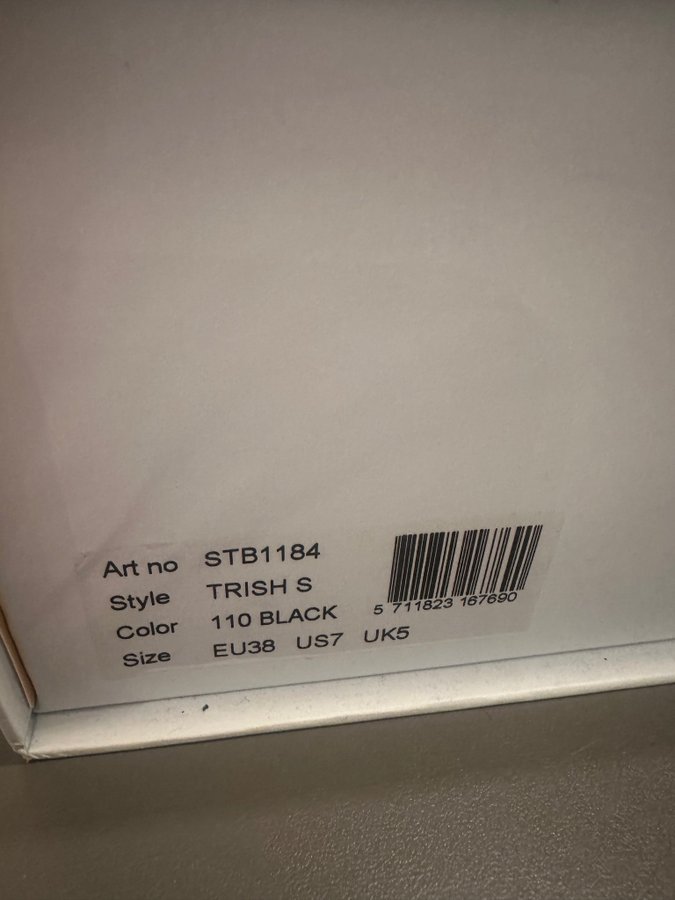 Art no STB1184
Style TRISH S
Color 110 BLACK
Size EU38 US7 UK5
5 711823 167690